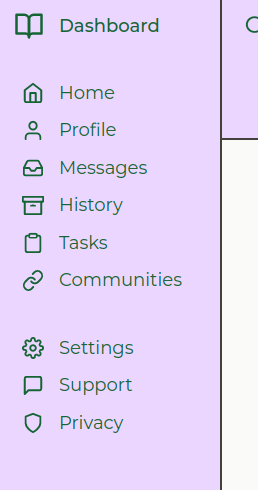 Dashboard
Home
Profile
Messages
History
Tasks
Communities
Settings
Support
Privacy